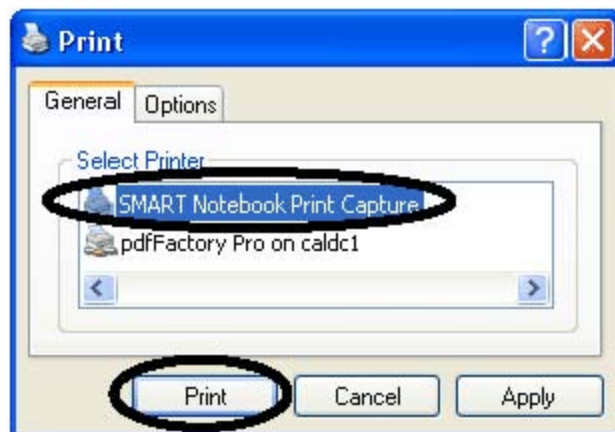 Print
General Options
Select Printer
SMART Notebook Print Capture
pdfFactory Pro on caldc1
Print Cancel Apply